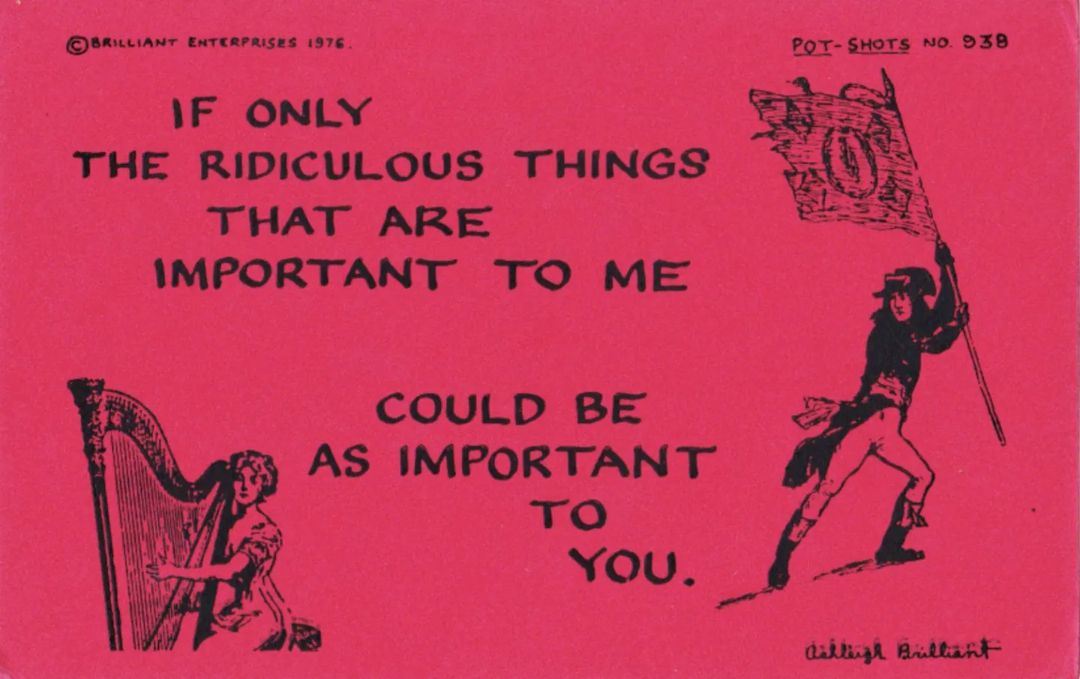 ©BRILLIANT ENTERPRISES 1976.
POT-SHOTS NO. 938
IF ONLY
THE RIDICULOUS THINGS
THAT ARE
IMPORTANT TO ME
COULD BE
AS IMPORTANT
TO
YOU.
Ashleigh Brilliant